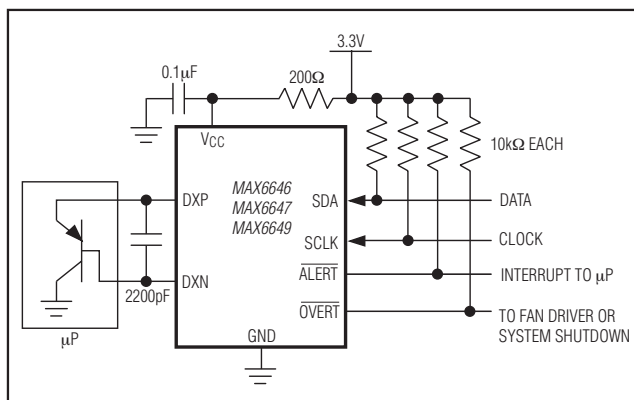 3.3V
0.1μF
200Ω
VCC
10kΩ EACH
DXP
MAX6646
MAX6647
MAX6649
SDA
DATA
SCLK
CLOCK
DXN
2200pF
ALERT
INTERRUPT TO μP
OVERT
TO FAN DRIVER OR
SYSTEM SHUTDOWN
GND
μP